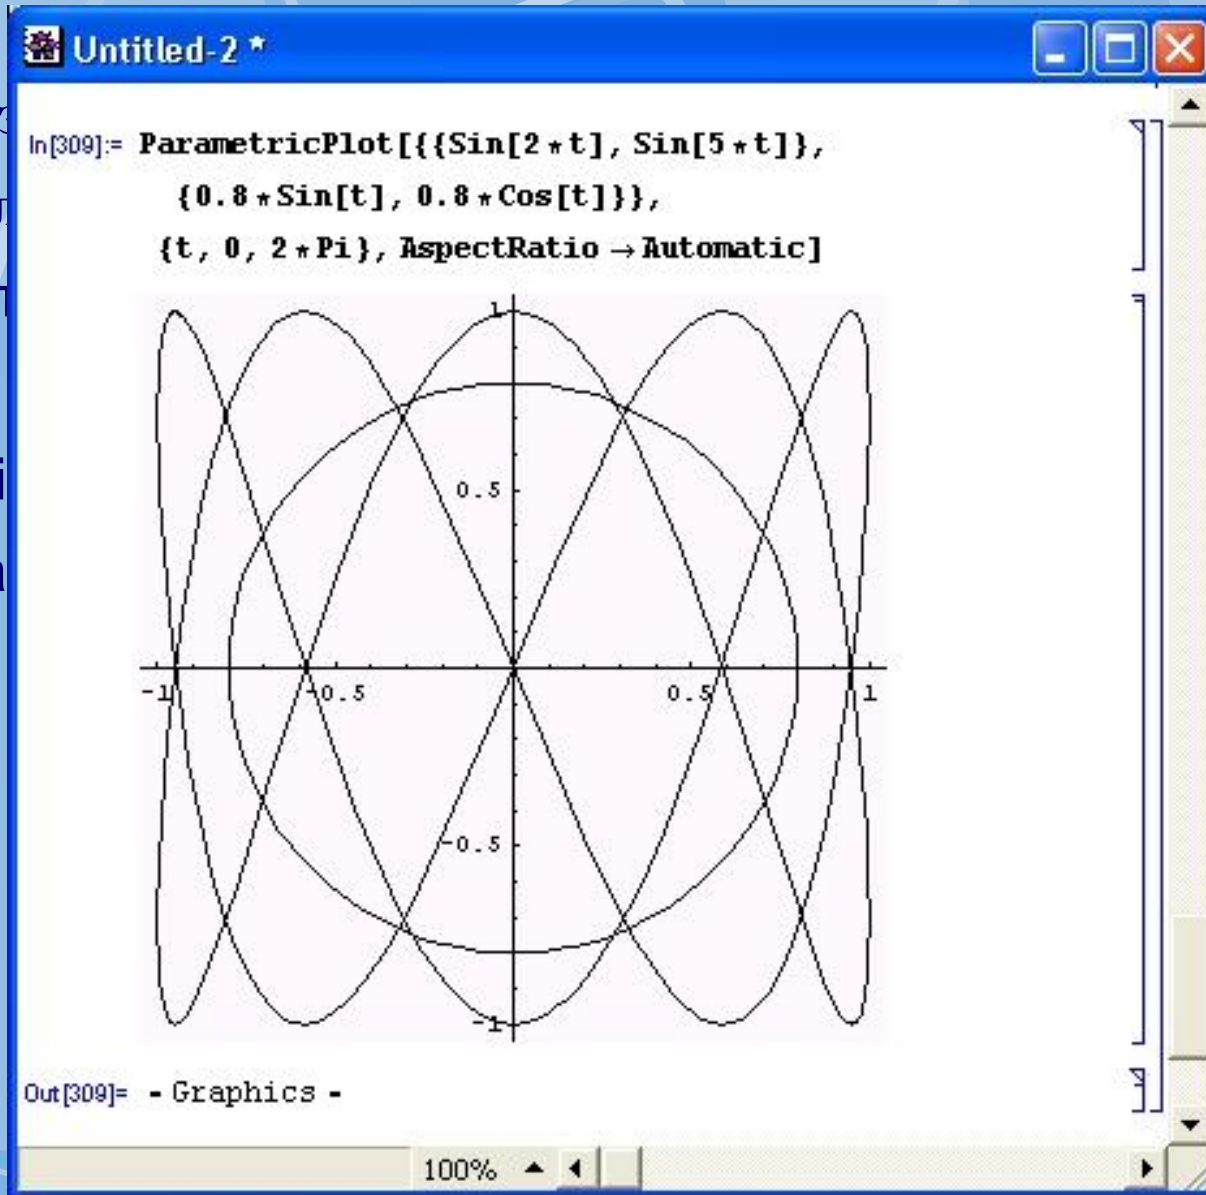 Untitled-2 *
In[309]:= ParametricPlot[{{Sin[2*t], Sin[5*t]},
{0.8*Sin[t], 0.8*Cos[t]}},
{t, 0, 2*Pi}, AspectRatio→Automatic]
1
0.5
-1 -0.5 0.5 1
-0.5
-1
Out[309]= - Graphics -
100%